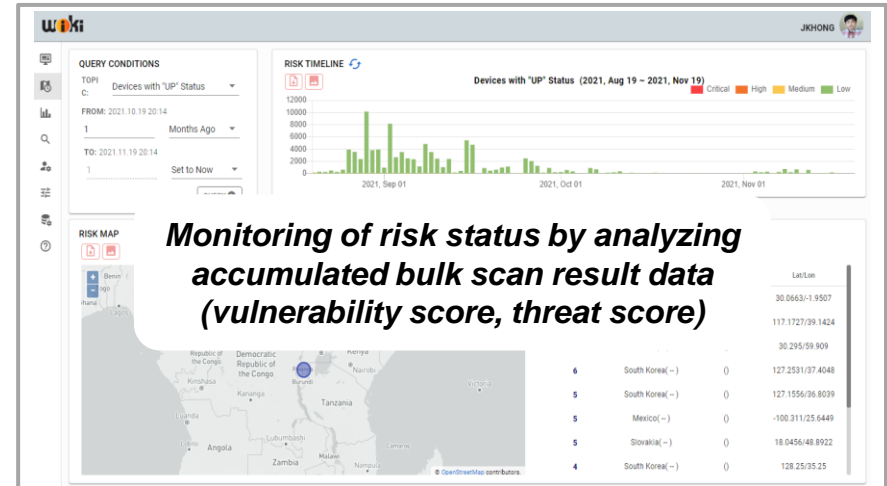 wiki
JKHONG
QUERY CONDITIONS
TOPI
C:
Devices with "UP" Status
FROM: 2021.10.19 20:14
1
Months Ago
TO: 2021.11.19 20:14
1
Set to Now
RISK TIMELINE
Devices with "UP" Status (2021, Aug 19 ~ 2021, Nov 19)
Critical High Medium Low
12000
10000
8000
6000
4000
2000
0
2021, Sep 01
2021, Oct 01
2021, Nov 01
RISK MAP
Monitoring of risk status by analyzing
accumulated bulk scan result data
(vulnerability score, threat score)
+
-
Benin
Lagos
Republic of
the Congo
Democratic
Republic of
the Congo
Kenya
Nairobi
Burundi
Kinshasa
Kananga
Tanzania
Victoria
Luanda
Lubumbashi
Angola
Malawi
Comoros
Zambia
Nampula
© OpenStreetMap contributors.
Lat/Lon
30.0663/-1.9507
117.1727/39.1424
30.295/59.909
6 South Korea( -- ) () 127.2531/37.4048
5 South Korea( -- ) () 127.1556/36.8039
5 Mexico( -- ) () -100.311/25.6449
5 Slovakia( -- ) () 18.0456/48.8922
4 South Korea( -- ) () 128.25/35.25